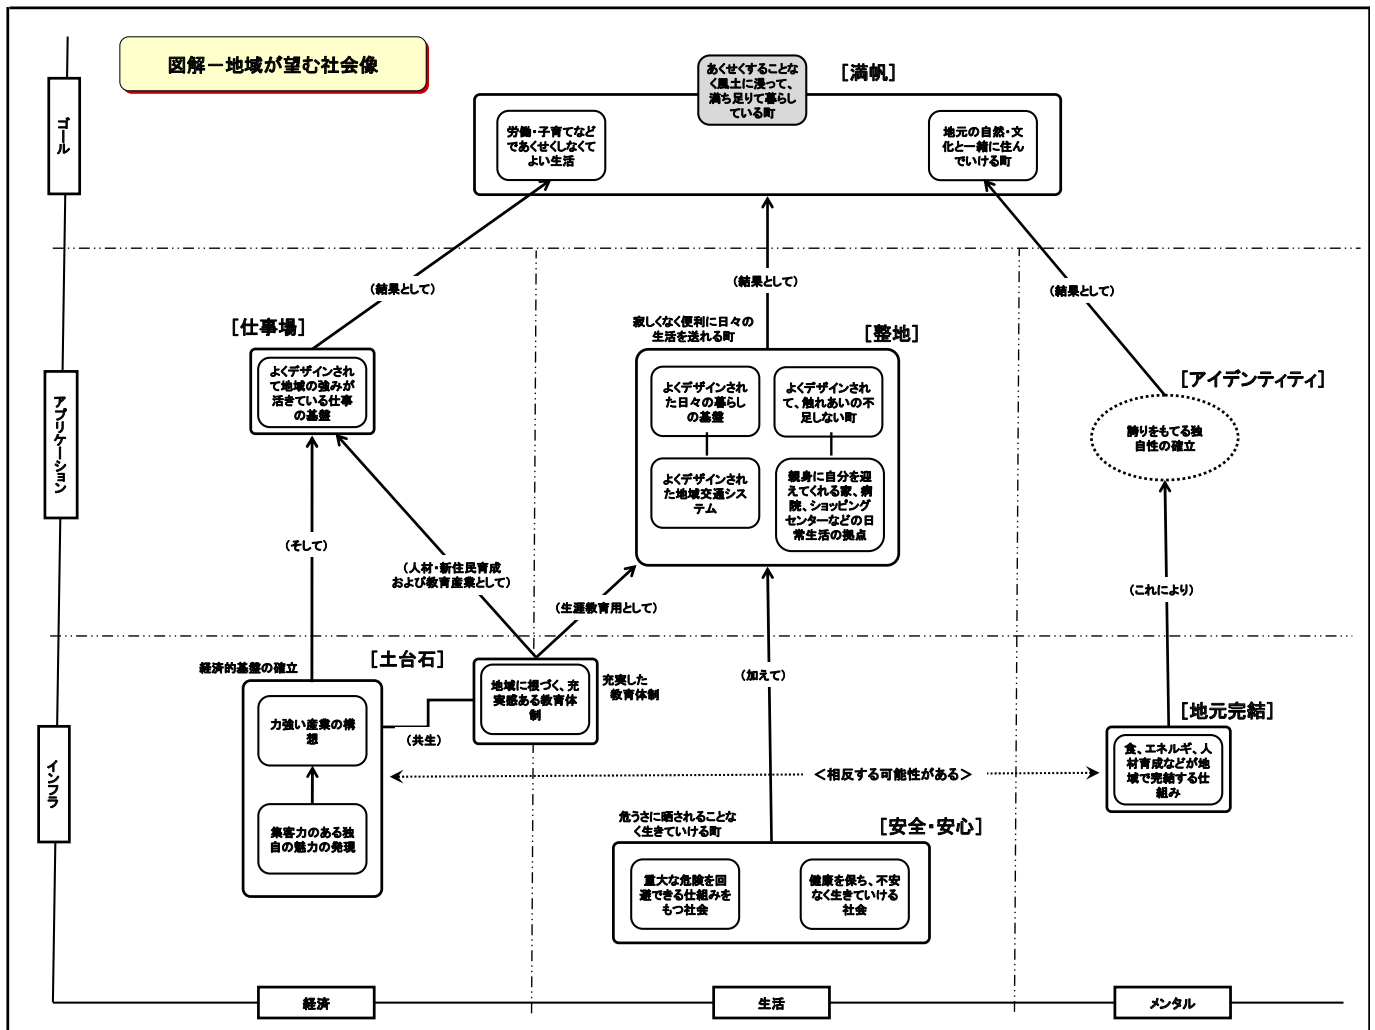 図解－地域が望む社会像
ゴール
あくせくすることな
く風土に浸って、
満ち足りて暮らし
ている町
［満帆］
労働・子育てなど
であくせくしなくて
よい生活
地元の自然・文
化と一緒に住ん
でいける町
（結果として）
（結果として）
（結果として）
アプリケーション
［仕事場］
よくデザインされ
て地域の強みが
活きている仕事
の基盤
寂しくなく便利に日々の
生活を送れる町
［整地］
よくデザインされ
た日々の暮らし
の基盤
よくデザインされ
て、触れあいの不
足しない町
よくデザインされ
た地域交通シス
テム
親身に自分を迎
えてくれる家、病
院、ショッピング
センターなどの日
常生活の拠点
［アイデンティティ］
誇りをもてる独
自性の確立
（そして）
（人材・新住民育成
および教育産業として）
（生涯教育用として）
（これにより）
インフラ
経済的基盤の確立
［土台石］
力強い産業の構
想
集客力のある独
自の魅力の発現
（共生）
地域に根づく、充
実感ある教育体
制
充実した
教育体制
（加えて）
＜相反する可能性がある＞
［地元完結］
食、エネルギ、人
材育成などが地
域で完結する仕
組み
危うさに晒されることな
く生きていける町
［安全・安心］
重大な危険を回
避できる仕組みを
もつ社会
健康を保ち、不安
なく生きていける
社会
経済
生活
メンタル